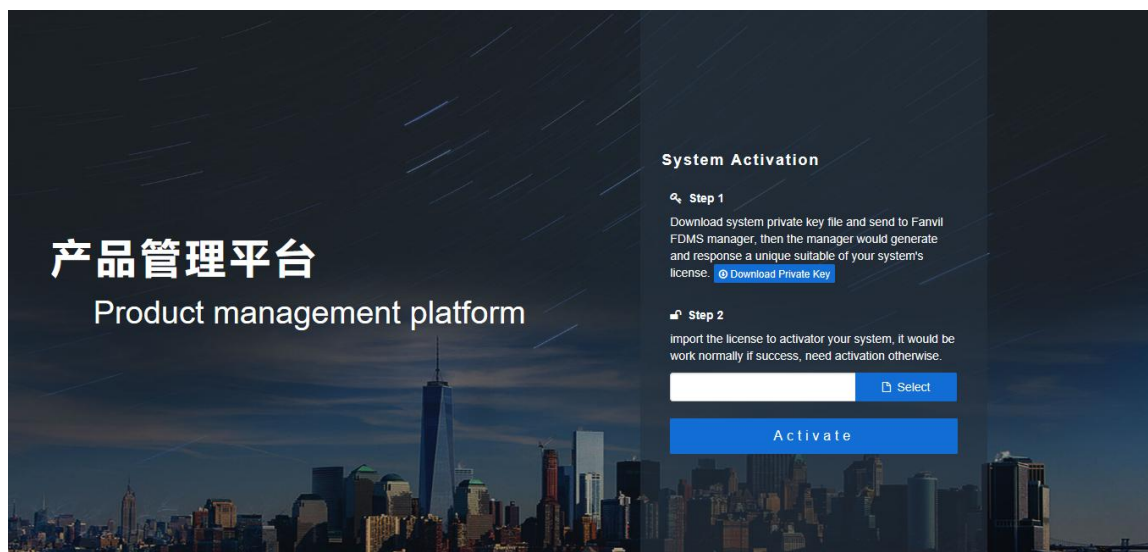 产品管理平台
Product management platform
System Activation
Step 1
Download system private key file and send to Fanvil
FDMS manager, then the manager would generate
and response a unique suitable of your system's
license. Download Private Key
Step 2
import the license to activator your system, it would be
work normally if success, need activation otherwise.
Select
Activate